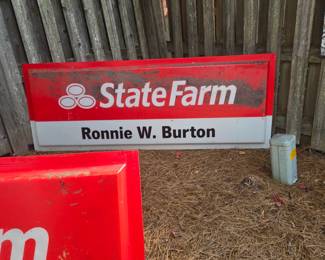 State Farm
Ronnie W. Burton
m